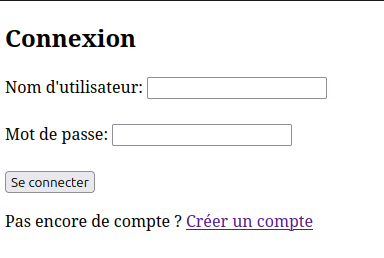 Connexion
Nom d'utilisateur:
Mot de passe:
Se connecter
Pas encore de compte ? Créer un compte